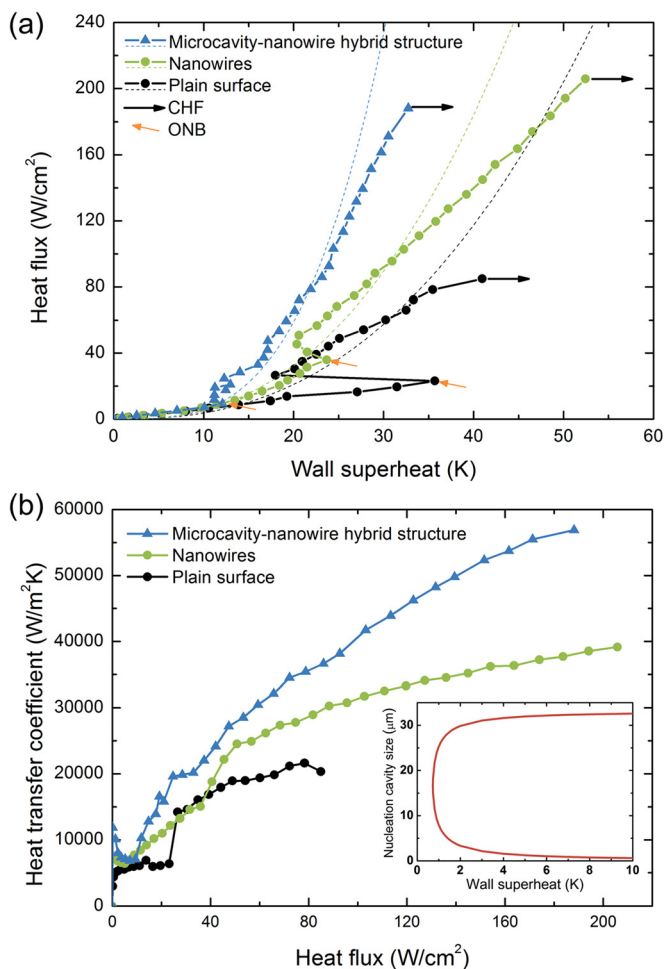 (a)
240
200
160
120
80
40
0
Heat flux (W/cm²)
Microcavity-nanowire hybrid structure
Nanowires
Plain surface
CHF
ONB
0 10 20 30 40 50 60
Wall superheat (K)
(b)
60000
50000
40000
30000
20000
10000
0
Heat transfer coefficient (W/m²K)
Microcavity-nanowire hybrid structure
Nanowires
Plain surface
30
20
10
0
Nucleation cavity size (μm)
0 2 4 6 8 10
Wall superheat (K)
0 40 80 120 160 200
Heat flux (W/cm²)